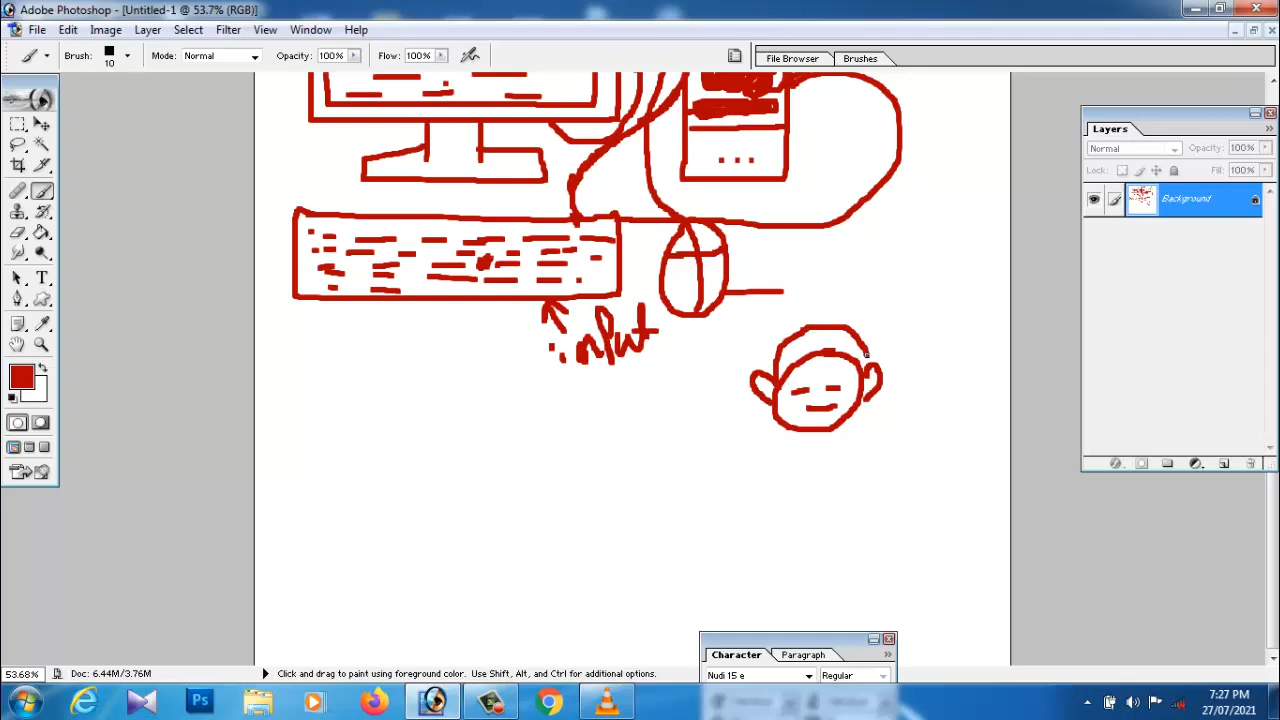 Adobe Photoshop - [Untitled-1 @ 53.7% (RGB)]
File Edit Image Layer Select Filter View Window Help
Brush: 10 Mode: Normal Opacity: 100% Flow: 100% File Browser Brushes
Layers
Normal Opacity: 100%
Lock: Fill: 100%
Background
input
T
Character Paragraph
Nudi 15 e Regular
53.68% Doc: 6.44M/3.76M Click and drag to paint using foreground color. Use Shift, Alt, and Ctrl for additional options.
Ps
7:27 PM
27/07/2021